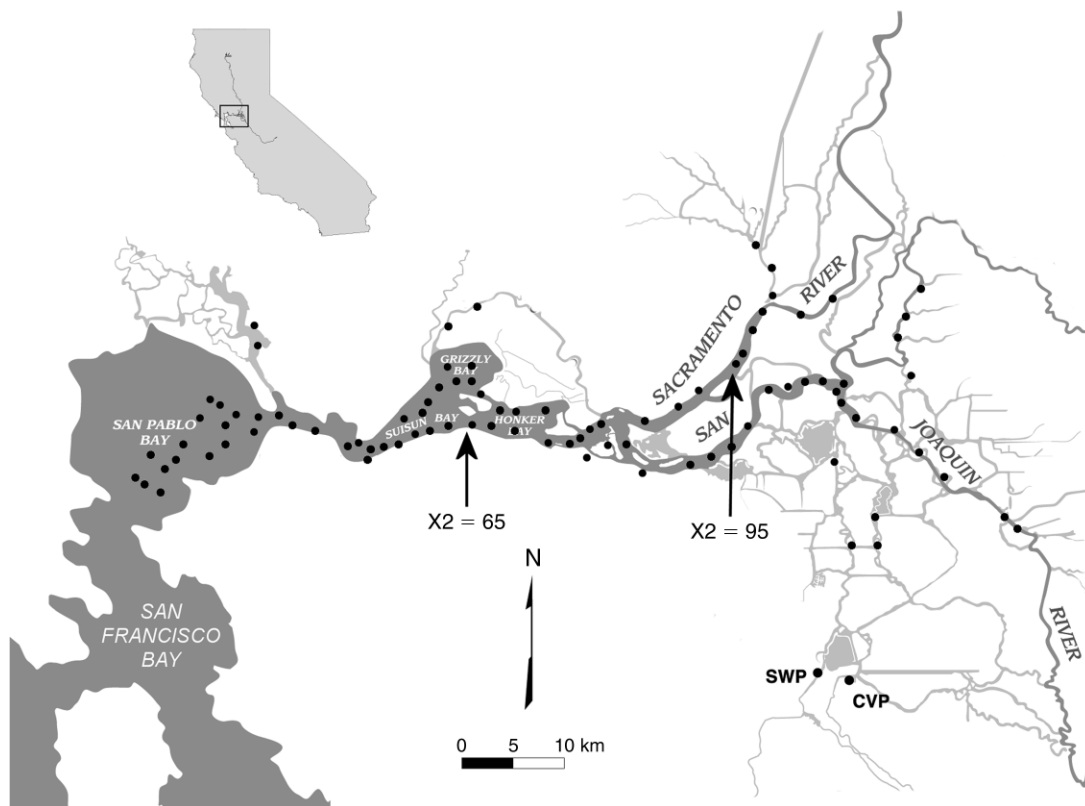 SACRAMENTO
RIVER
GRIZZLY
BAY
SAN PABLO
BAY
SUISUN
BAY
HONKER
BAY
SAN
JOAQUIN
RIVER
X2 = 65
X2 = 95
N
SAN
FRANCISCO
BAY
SWP
CVP
0 5 10 km